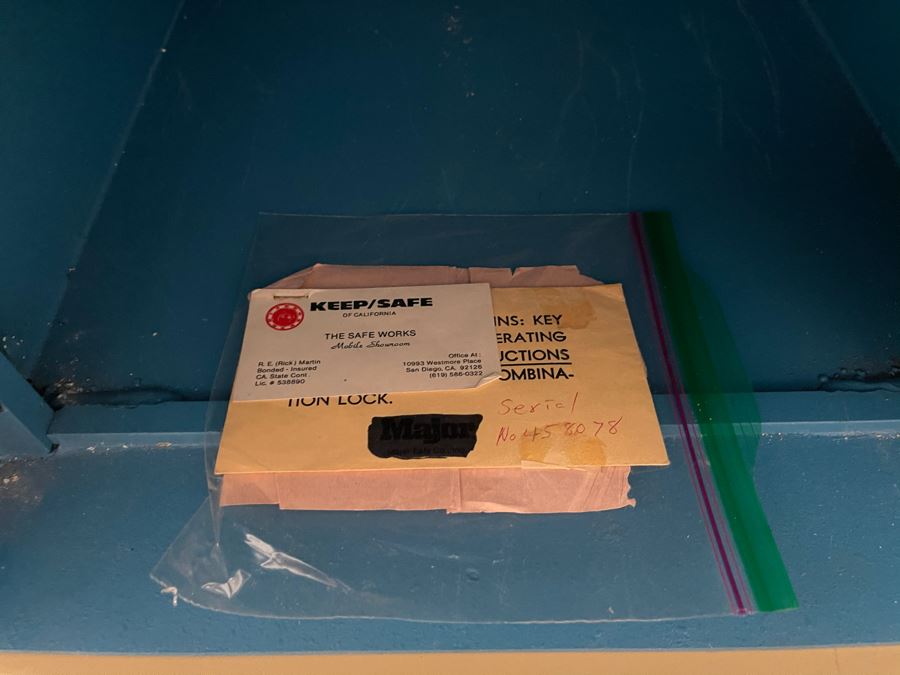 KEEP/SAFE
OF CALIFORNIA
THE SAFE WORKS
Mobile Showroom
R. E. (Rick) Martin
Bonded - Insured
CA. State Cont.
Lic. # 538890
Office At:
10993 Westmore Place
San Diego, CA. 92126
(619) 586-0322
INS: KEY
ERATING
UCTIONS
OMBINA-
TION LOCK.
Major
Serial
No 458078